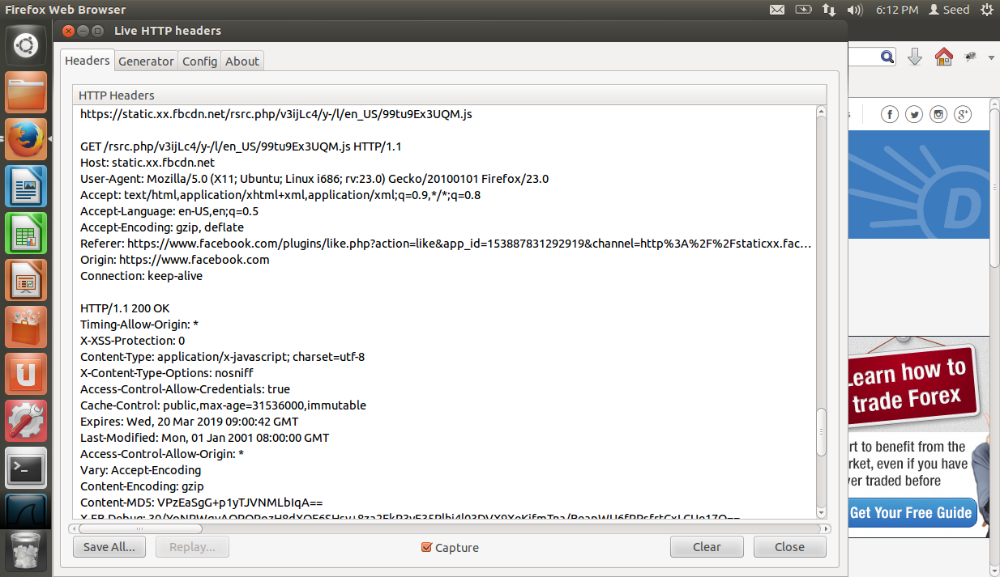 Firefox Web Browser
6:12 PM Seed
Live HTTP headers
Headers Generator Config About
HTTP Headers
https://static.xx.fbcdn.net/rsrc.php/v3ijLc4/y-/l/en_US/99tu9Ex3UQM.js
GET /rsrc.php/v3ijLc4/y-/l/en_US/99tu9Ex3UQM.js HTTP/1.1
Host: static.xx.fbcdn.net
User-Agent: Mozilla/5.0 (X11; Ubuntu; Linux i686; rv:23.0) Gecko/20100101 Firefox/23.0
Accept: text/html,application/xhtml+xml,application/xml;q=0.9,*/*;q=0.8
Accept-Language: en-US,en;q=0.5
Accept-Encoding: gzip, deflate
Referer: https://www.facebook.com/plugins/like.php?action=like&app_id=153887831292919&channel=http%3A%2F%2Fstaticxx.fac...
Origin: https://www.facebook.com
Connection: keep-alive
HTTP/1.1 200 OK
Timing-Allow-Origin: *
X-XSS-Protection: 0
Content-Type: application/x-javascript; charset=utf-8
X-Content-Type-Options: nosniff
Access-Control-Allow-Credentials: true
Cache-Control: public,max-age=31536000,immutable
Expires: Wed, 20 Mar 2019 09:00:42 GMT
Last-Modified: Mon, 01 Jan 2001 08:00:00 GMT
Access-Control-Allow-Origin: *
Vary: Accept-Encoding
Content-Encoding: gzip
Content-MD5: VPzEaSgG+p1yTJVNMLbIqA==
X-FB-Debug:
Save All... Replay... Capture Clear Close
D
Learn how to
trade Forex
rt to benefit from the
rket, even if you have
er traded before
Get Your Free Guide